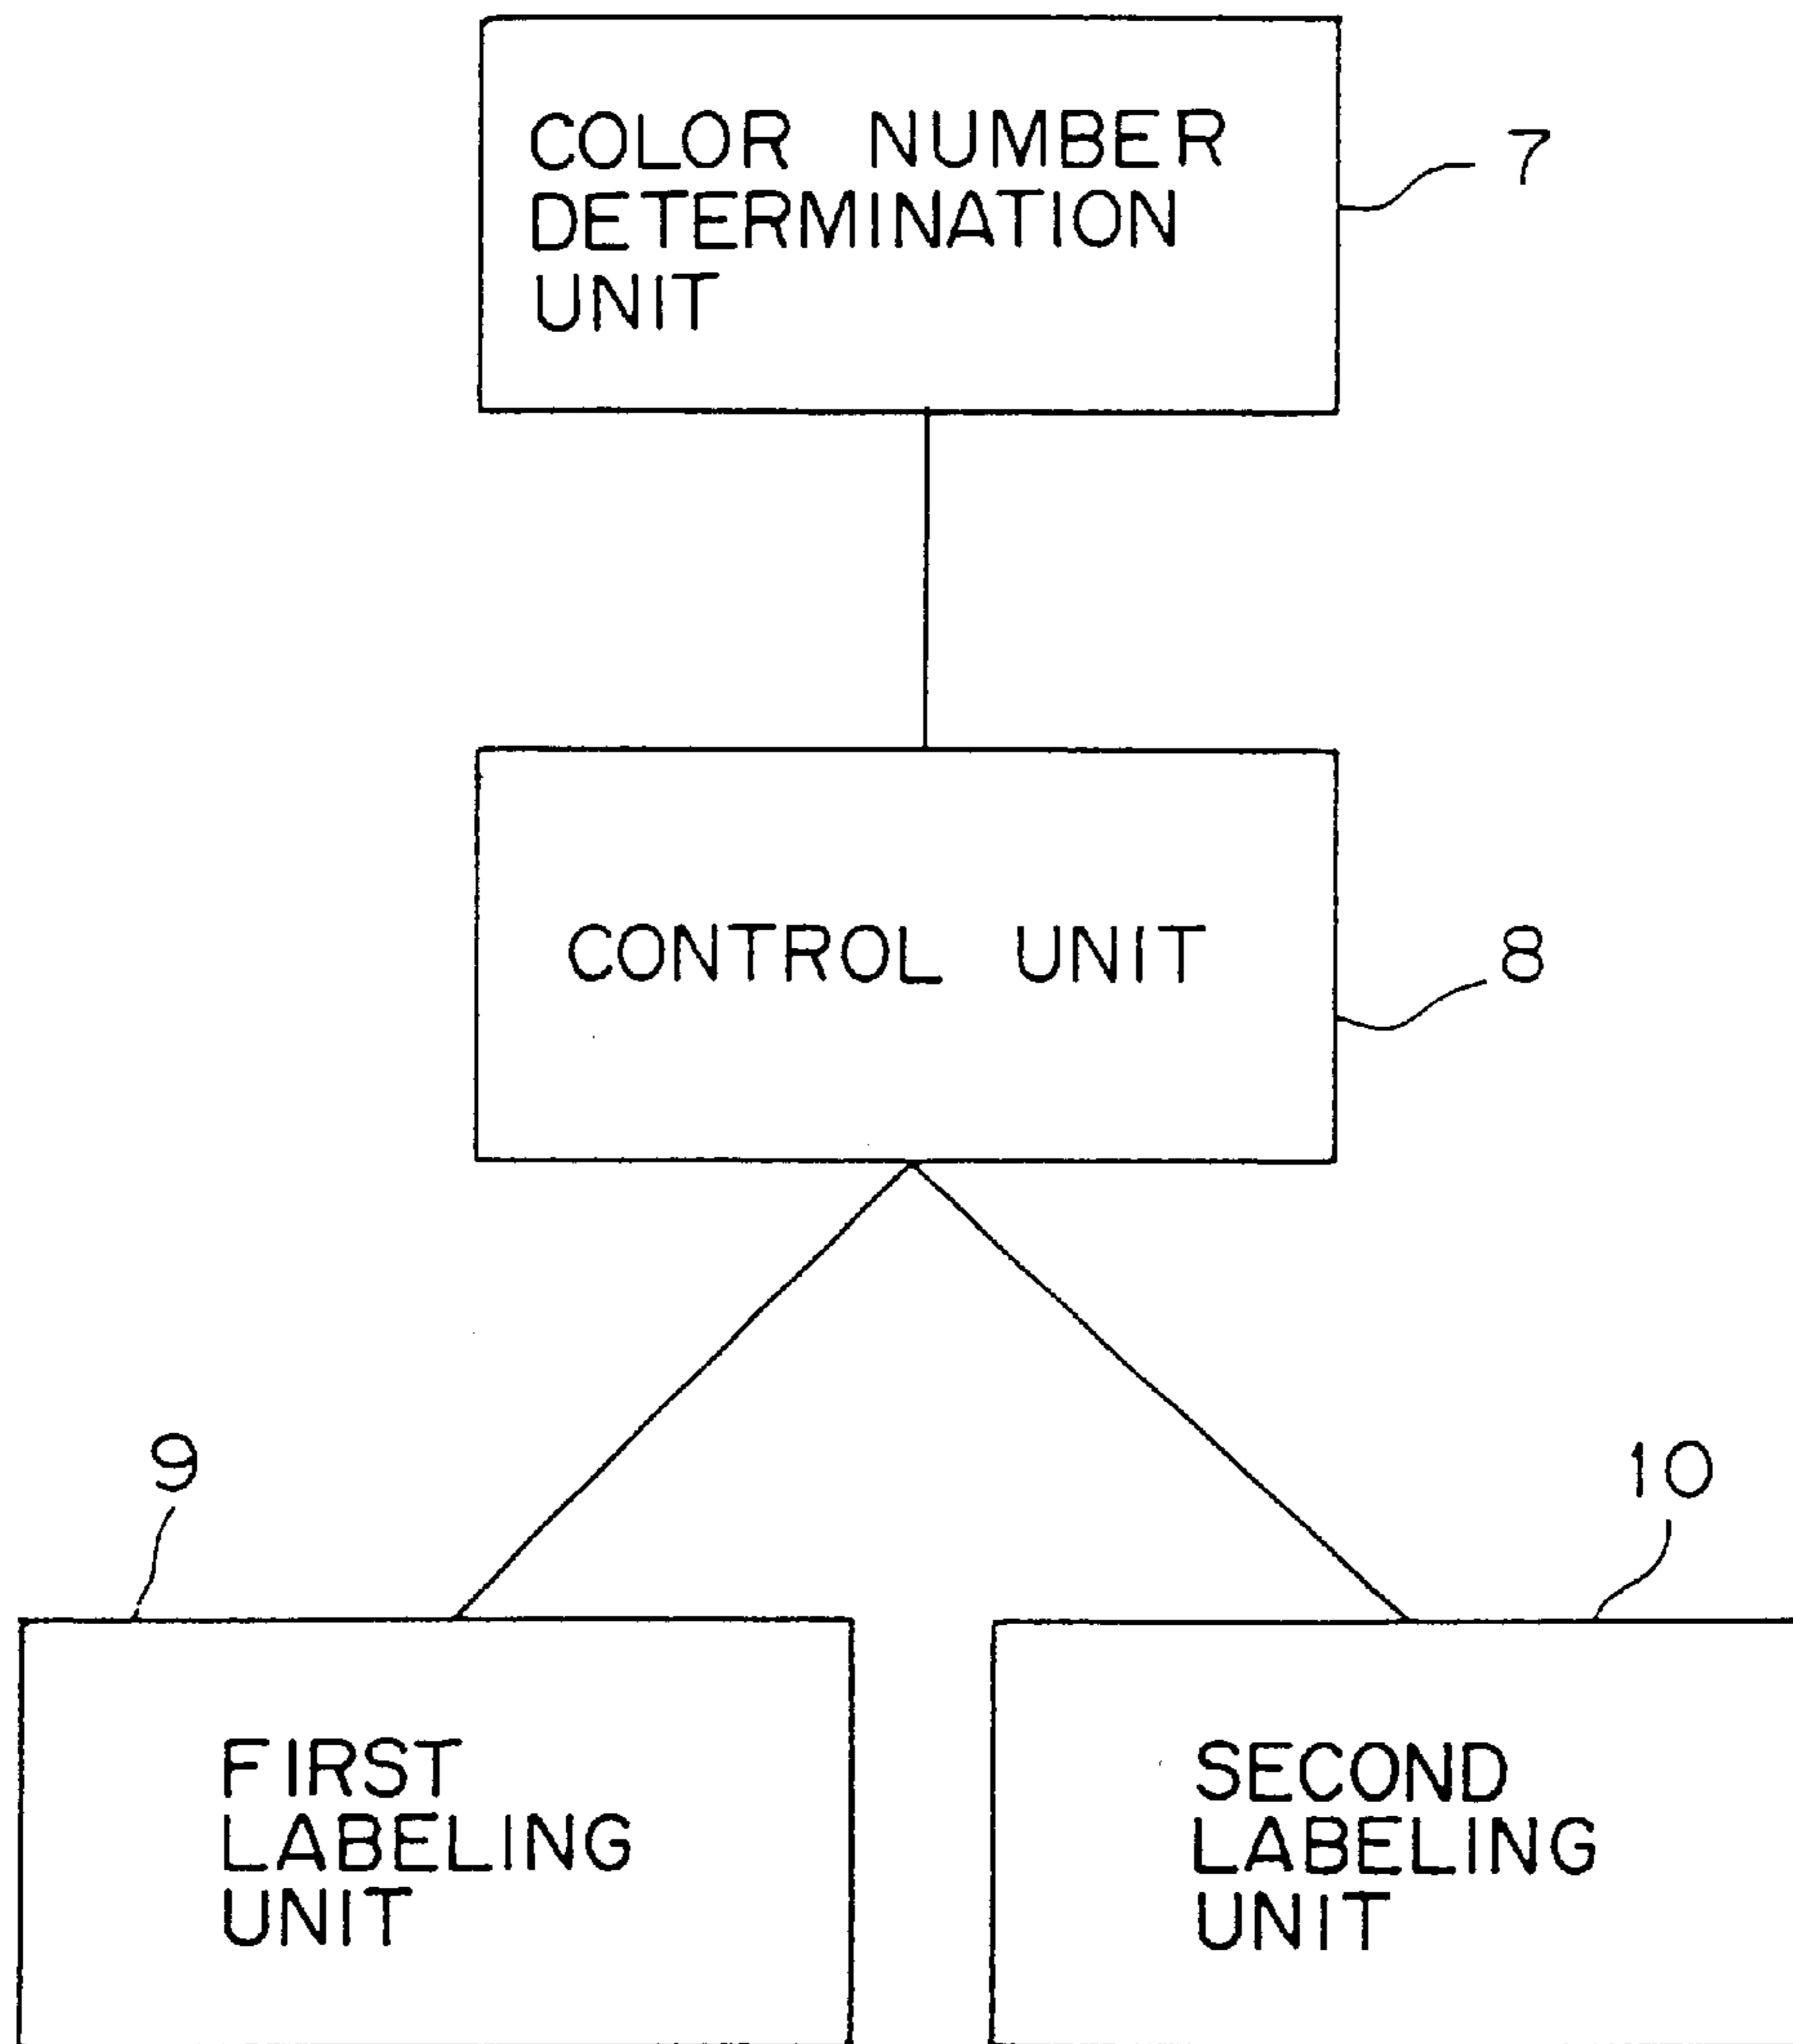 COLOR NUMBER
DETERMINATION
UNIT
7
CONTROL UNIT
8
9
10
FIRST
LABELING
UNIT
SECOND
LABELING
UNIT